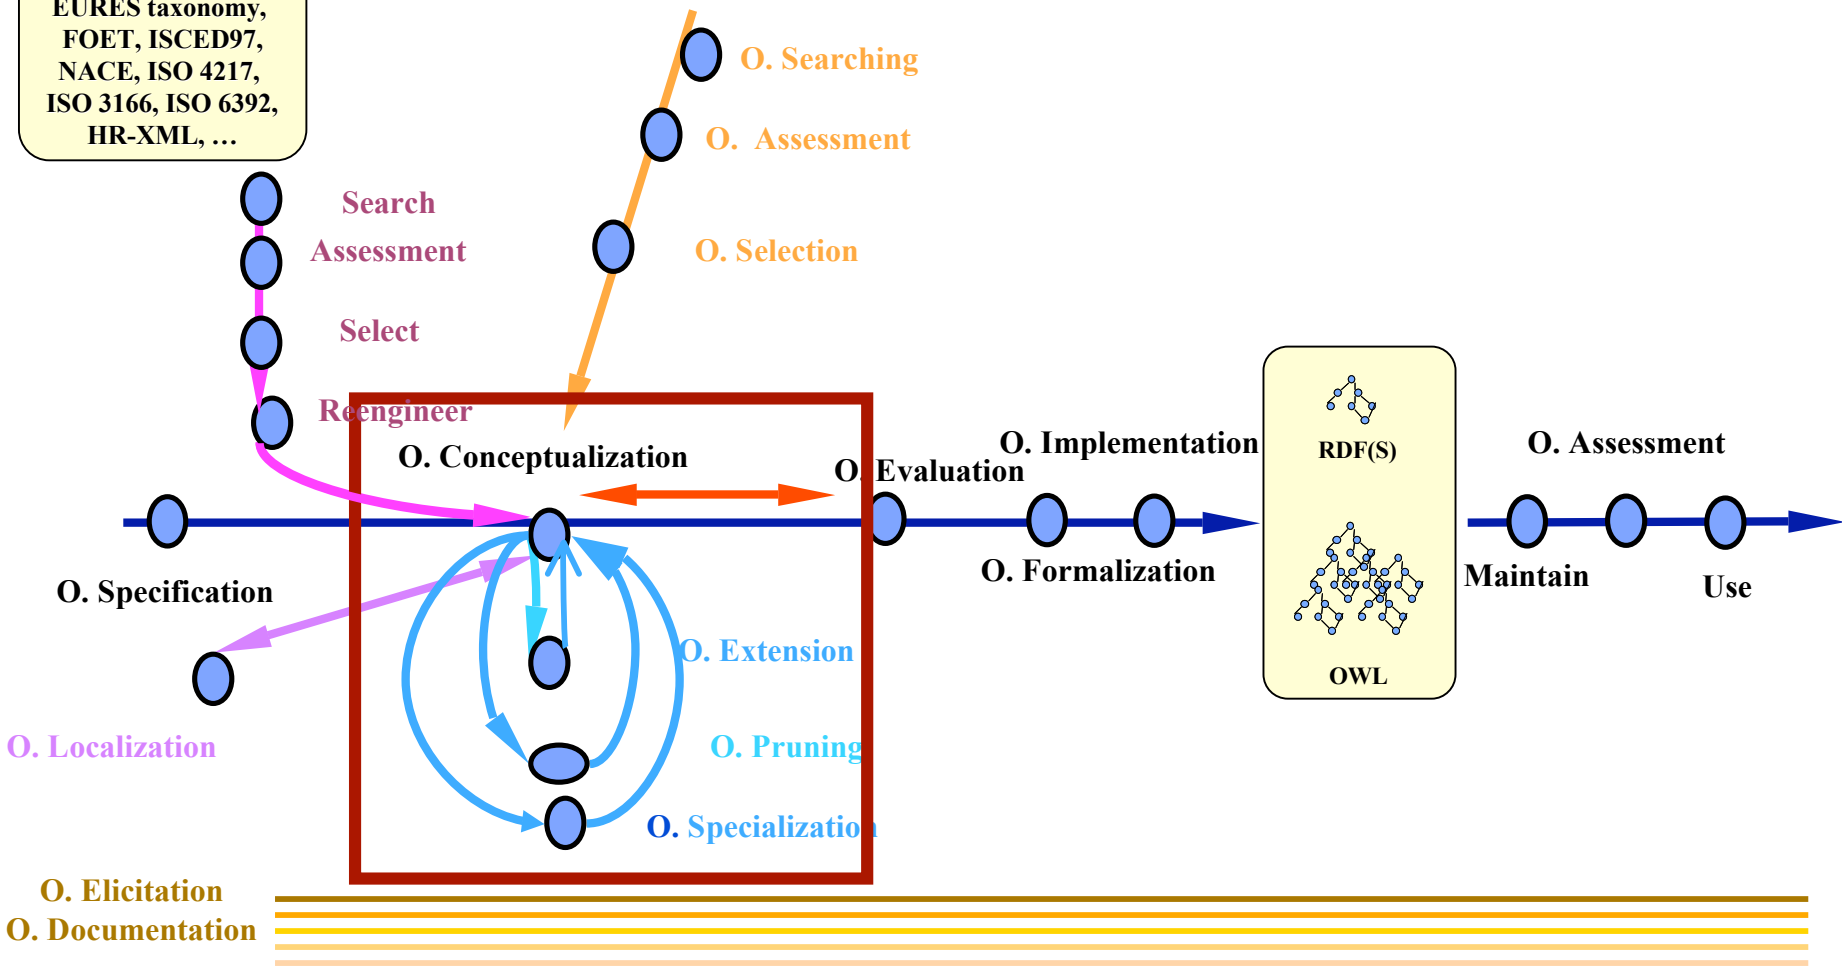 EURES taxonomy,
FOET, ISCED97,
NACE, ISO 4217,
ISO 3166, ISO 6392,
HR-XML, …
O. Searching
O. Assessment
Search
Assessment
O. Selection
Select
Reengineer
O. Conceptualization
O. Evaluation
O. Implementation
RDF(S)
O. Assessment
O. Specification
O. Formalization
Maintain
Use
O. Extension
OWL
O. Localization
O. Pruning
O. Specialization
O. Elicitation
O. Documentation